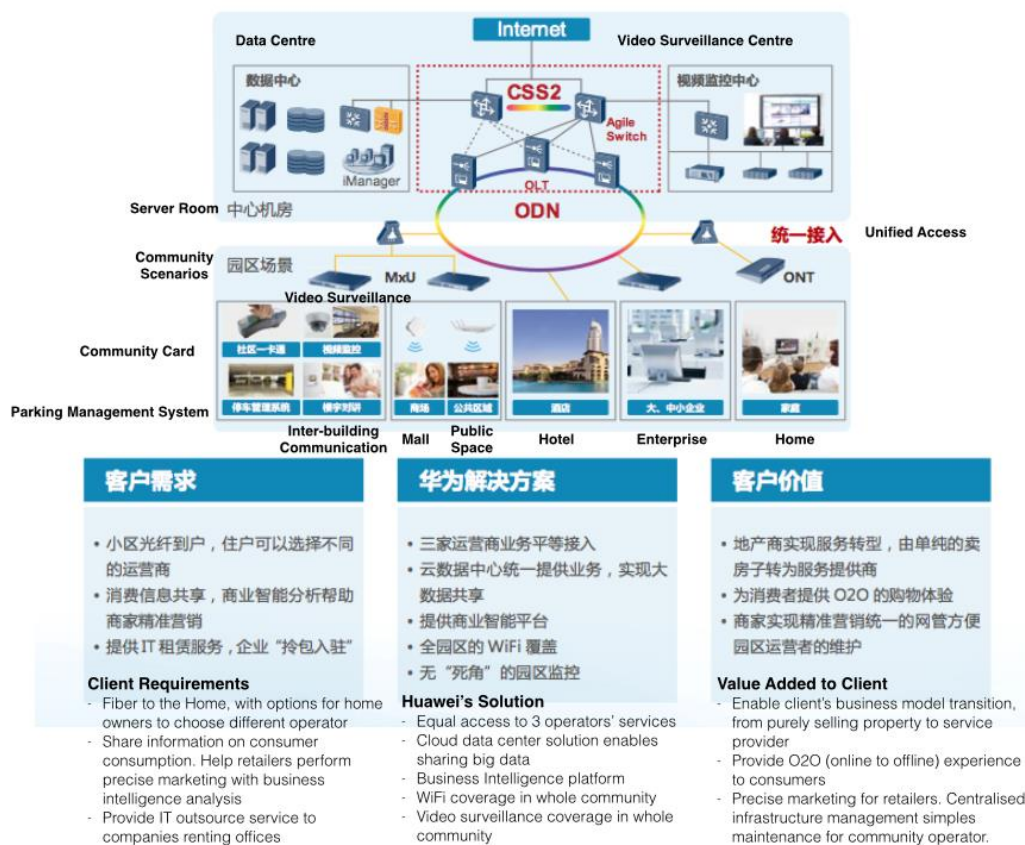 Internet
Data Centre
Video Surveillance Centre
数据中心
CSS2
视频监控中心
Agile
Switch
iManager
OLT
Server Room
中心机房
ODN
统一接入
Unified Access
Community
Scenarios
园区场景
MxU
ONT
Video Surveillance
Community Card
社区一卡通
视频监控
Parking Management System
停车管理系统
楼宇对讲
商场
公共区域
酒店
大、中小企业
家庭
Inter-building
Communication
Mall
Public
Space
Hotel
Enterprise
Home
客户需求
• 小区光纤到户，住户可以选择不同
的运营商
• 消费信息共享，商业智能分析帮助
商家精准营销
• 提供 IT 租赁服务，企业“拎包入驻”
Client Requirements
- Fiber to the Home, with options for home
owners to choose different operator
- Share information on consumer
consumption. Help retailers perform
precise marketing with business
intelligence analysis
- Provide IT outsource service to
companies renting offices
华为解决方案
• 三家运营商业务平等接入
• 云数据中心统一提供业务，实现大
数据共享
• 提供商业智能平台
• 全园区的 WiFi 覆盖
• 无“死角”的园区监控
Huawei's Solution
- Equal access to 3 operators' services
- Cloud data center solution enables
sharing big data
- Business Intelligence platform
- WiFi coverage in whole community
- Video surveillance coverage in whole
community
客户价值
• 地产商实现服务转型，由单纯的卖
房子转为服务提供商
• 为消费者提供 O2O 的购物体验
• 商家实现精准营销统一的网管方便
园区运营者的维护
Value Added to Client
- Enable client's business model transition,
from purely selling property to service
provider
- Provide O2O (online to offline) experience
to consumers
- Precise marketing for retailers. Centralised
infrastructure management simples
maintenance for community operator.